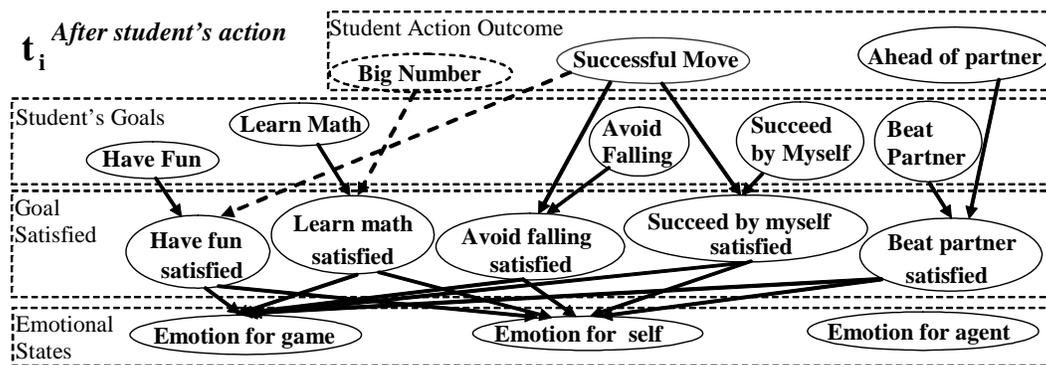 t i After student's action
Student Action Outcome
Big Number
Successful Move
Ahead of partner
Student's Goals
Have Fun
Learn Math
Avoid
Falling
Succeed
by Myself
Beat
Partner
Goal
Satisfied
Have fun
satisfied
Learn math
satisfied
Avoid falling
satisfied
Succeed by myself
satisfied
Beat partner
satisfied
Emotional
States
Emotion for game
Emotion for self
Emotion for agent